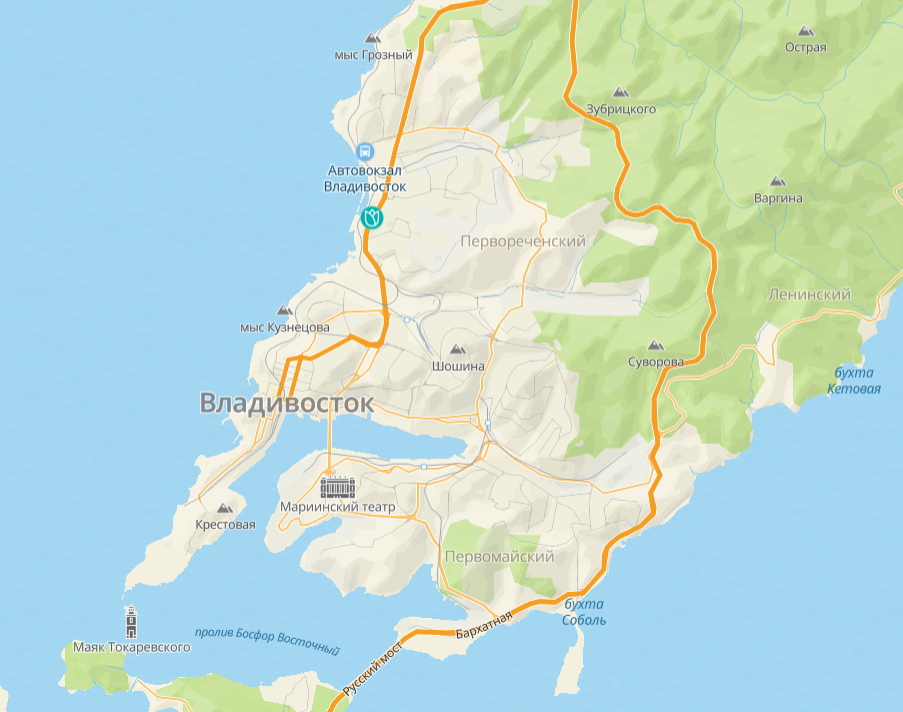 мыс Грозный
Острая
Зубрицкого
Автовокзал
Владивосток
Варгина
Первореченский
Ленинский
мыс Кузнецова
Шошина
Суворова
бухта
Кетовая
Владивосток
Мариинский театр
Крестовая
Первомайский
бухта
Соболь
Бархатная
пролив Босфор Восточный
Маяк Токаревского
Русский мост